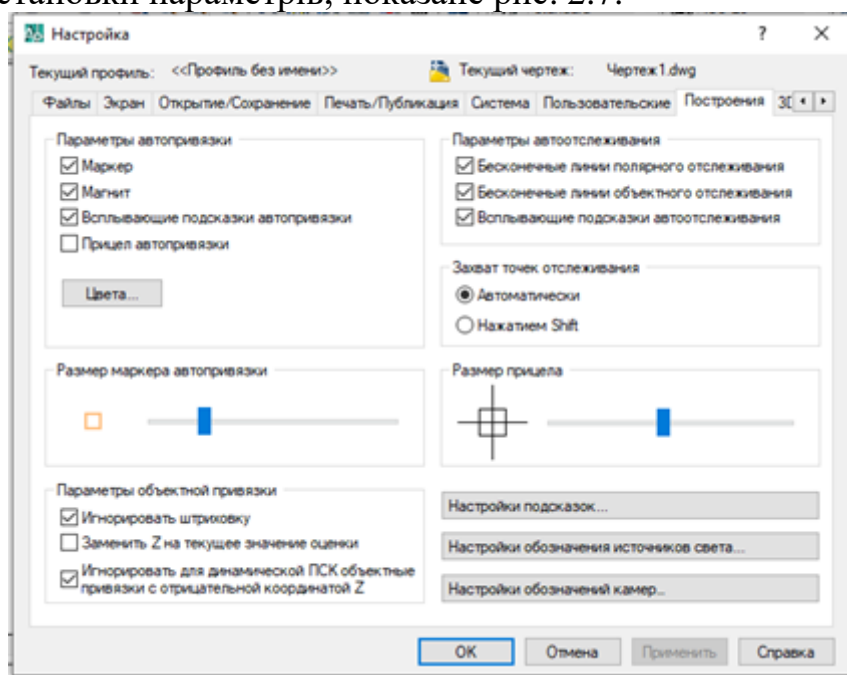 становки параметрів, показане рис. 2.7.
Настройка ? ×
Текущий профиль: <<Профиль без имени>> Текущий чертеж: Чертеж1.dwg
Файлы Экран Открытие/Сохранение Печать/Публикация Система Пользовательские Построения
Параметры автопривязки
Маркер
Магнит
Всплывающие подсказки автопривязки
Прицел автопривязки
Цвета...
Параметры автоотслеживания
Бесконечные линии полярного отслеживания
Бесконечные линии объектного отслеживания
Всплывающие подсказки автоотслеживания
Захват точек отслеживания
Автоматически
Нажатием Shift
Размер маркера автопривязки
Размер прицела
Параметры объектной привязки
Игнорировать штриховку
Заменить Z на текущее значение оценки
Игнорировать для динамической ПСК объектные
привязки с отрицательной координатой Z
Настройки подсказок...
Настройки обозначения источников света...
Настройки обозначений камер...
OK Отмена Применить Справка